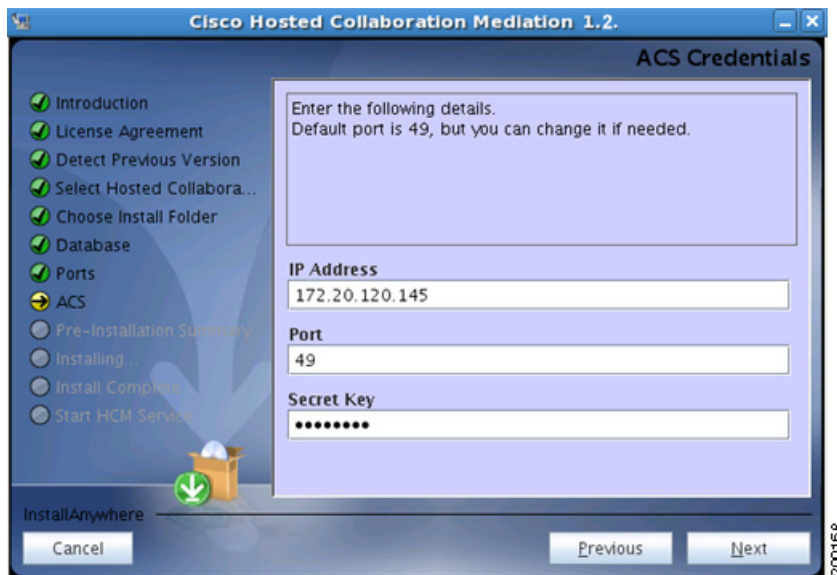 Cisco Hosted Collaboration Mediation 1.2.
ACS Credentials
Introduction
License Agreement
Detect Previous Version
Select Hosted Collabora...
Choose Install Folder
Database
Ports
ACS
Pre-Installation Summary
Installing...
Install Complete
Start HCM Service
Enter the following details.
Default port is 49, but you can change it if needed.
IP Address
172.20.120.145
Port
49
Secret Key
••••••••
InstallAnywhere
Cancel
Previous
Next